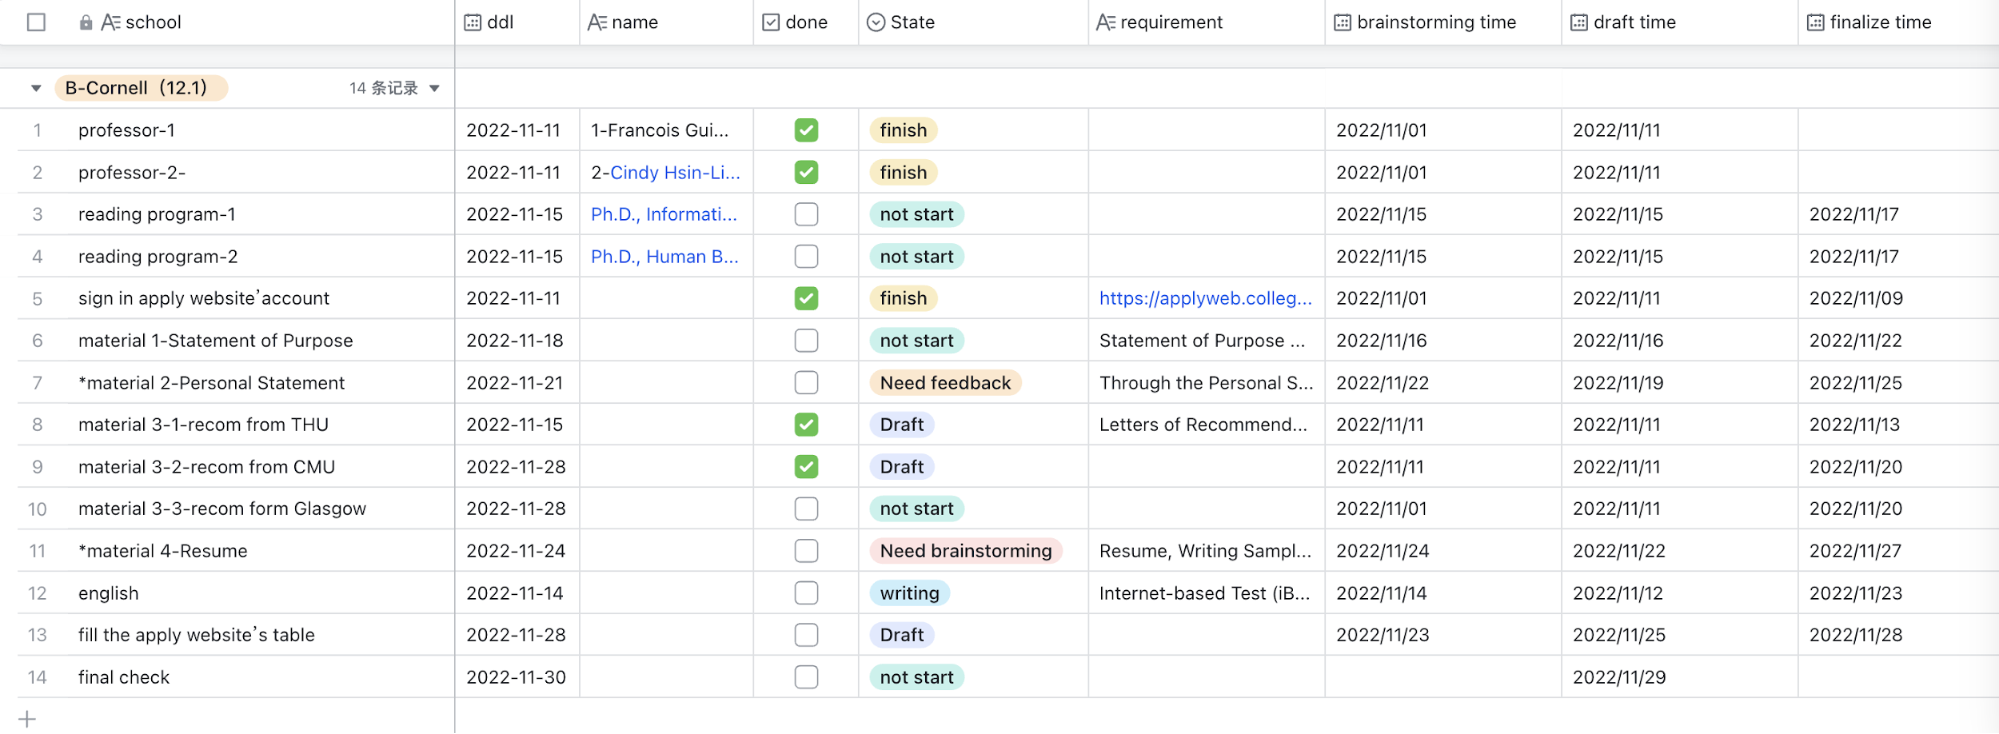 school ddl name done State requirement brainstorming time draft time finalize time
B-Cornell（12.1） 14 条记录
1 professor-1 2022-11-11 1-Francois Gui... finish 2022/11/01 2022/11/11
2 professor-2- 2022-11-11 2-Cindy Hsin-Li... finish 2022/11/01 2022/11/11
3 reading program-1 2022-11-15 Ph.D., Informati... not start 2022/11/15 2022/11/15 2022/11/17
4 reading program-2 2022-11-15 Ph.D., Human B... not start 2022/11/15 2022/11/15 2022/11/17
5 sign in apply website’account 2022-11-11 finish https://applyweb.colleg... 2022/11/01 2022/11/11 2022/11/09
6 material 1-Statement of Purpose 2022-11-18 not start Statement of Purpose ... 2022/11/16 2022/11/16 2022/11/22
7 *material 2-Personal Statement 2022-11-21 Need feedback Through the Personal S... 2022/11/22 2022/11/19 2022/11/25
8 material 3-1-recom from THU 2022-11-15 Draft Letters of Recommend... 2022/11/11 2022/11/11 2022/11/13
9 material 3-2-recom from CMU 2022-11-28 Draft 2022/11/11 2022/11/11 2022/11/20
10 material 3-3-recom form Glasgow 2022-11-28 not start 2022/11/01 2022/11/11 2022/11/20
11 *material 4-Resume 2022-11-24 Need brainstorming Resume, Writing Sampl... 2022/11/24 2022/11/22 2022/11/27
12 english 2022-11-14 writing Internet-based Test (iB... 2022/11/14 2022/11/12 2022/11/23
13 fill the apply website’s table 2022-11-28 Draft 2022/11/23 2022/11/25 2022/11/28
14 final check 2022-11-30 not start 2022/11/29